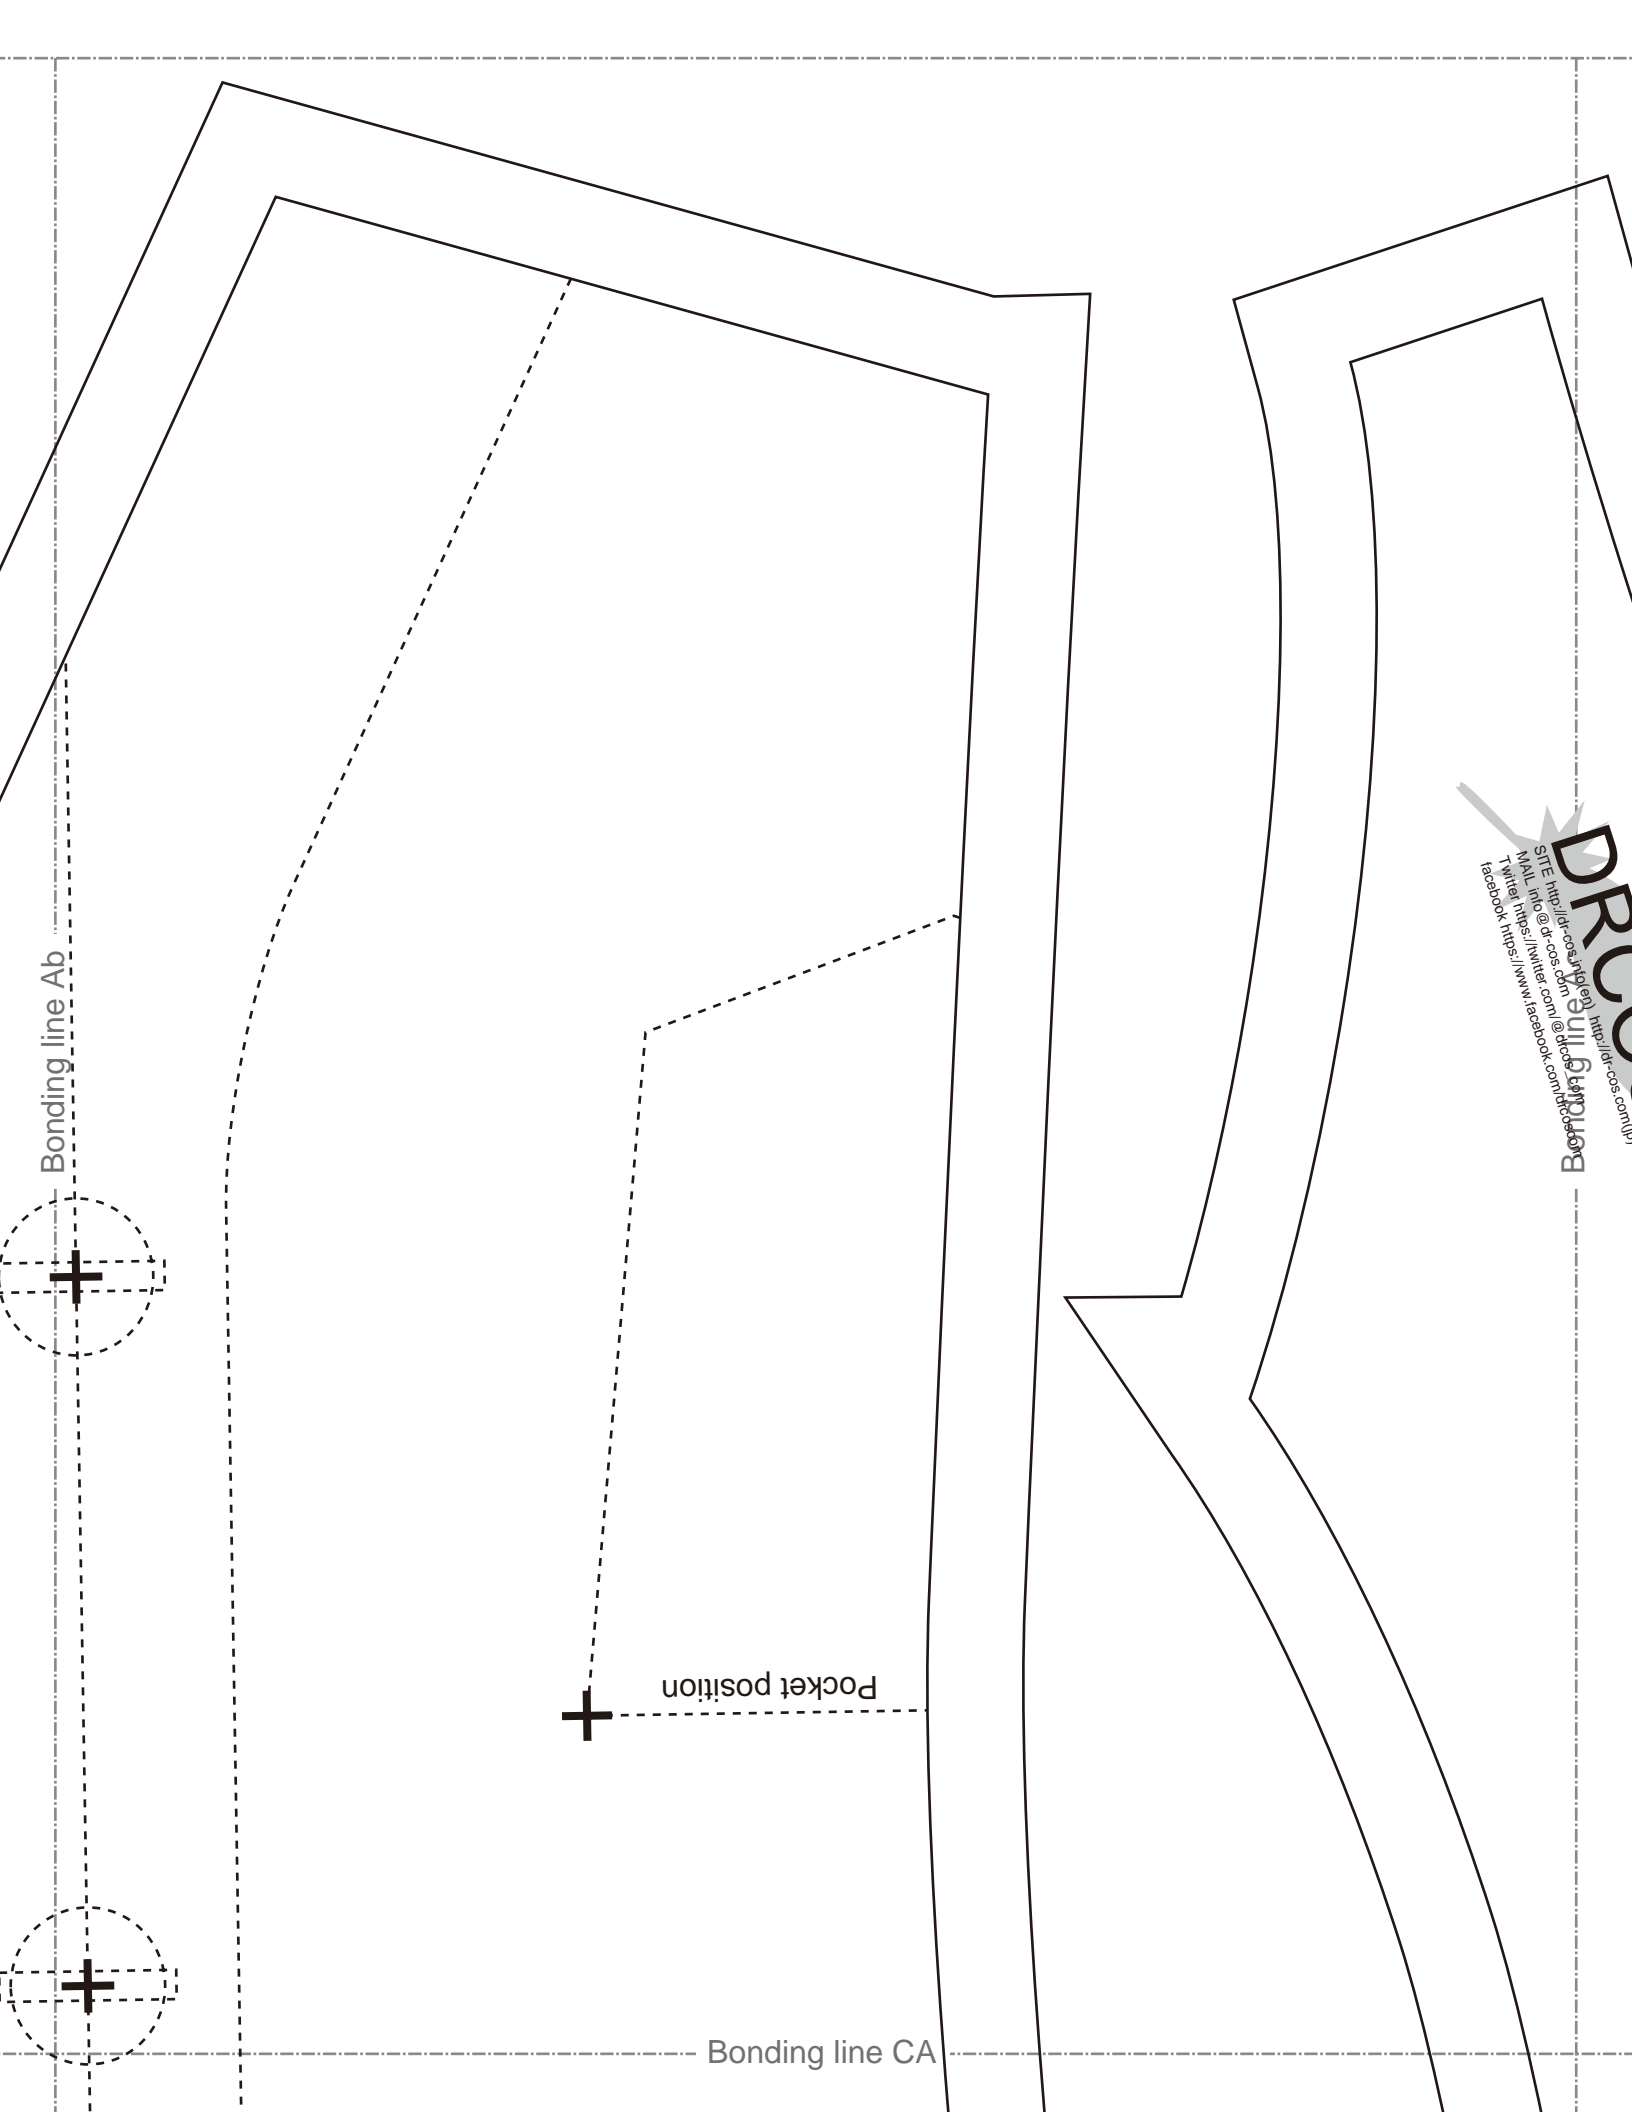 Bonding line Ab
DRCO
SITE http://dr-cos.info(en) http://dr-cos.com(jp)
MAIL info@dr-cos.com
Twitter https://twitter.com/@drcos_com
facebook https://www.facebook.com/drcoscom
Bonding line
Pocket position
Bonding line CA